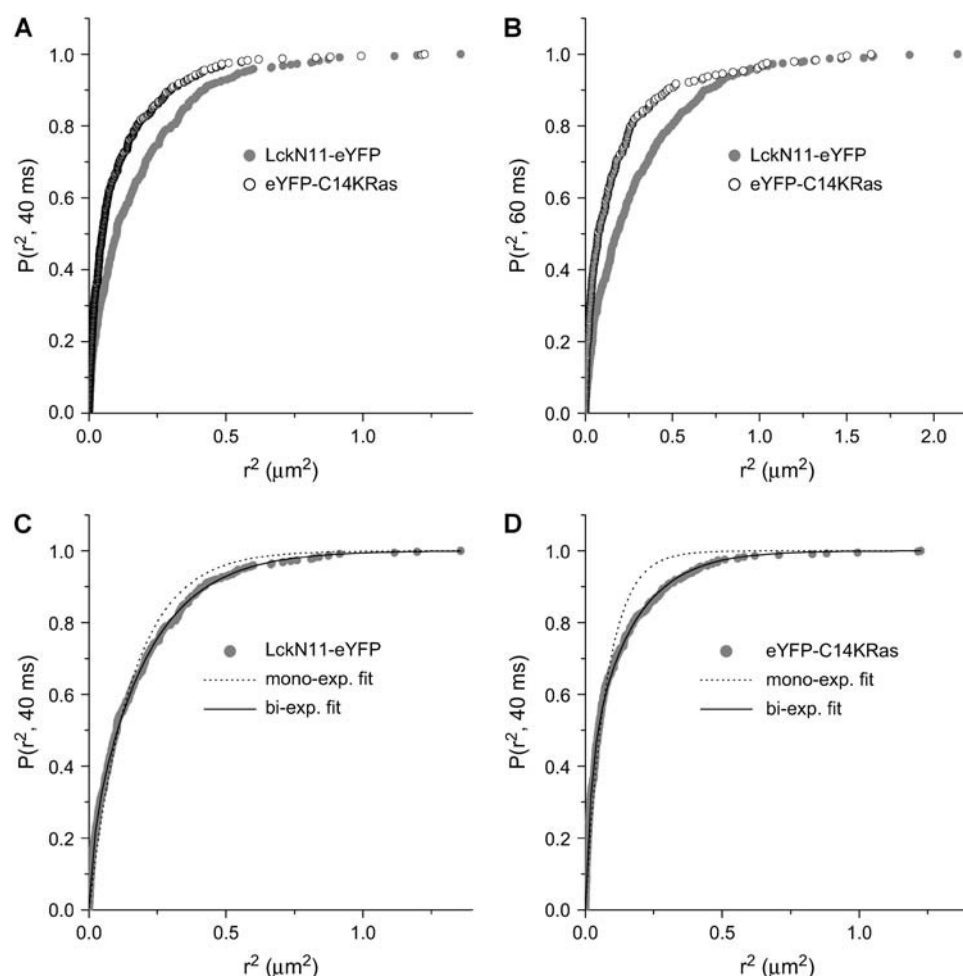 A
1.0
0.8
0.6
0.4
0.2
0.0
P(r², 40 ms)
LckN11-eYFP
eYFP-C14KRas
0.0 0.5 1.0
r² (μm²)
B
1.0
0.8
0.6
0.4
0.2
0.0
P(r², 60 ms)
LckN11-eYFP
eYFP-C14KRas
0.0 0.5 1.0 1.5 2.0
r² (μm²)
C
1.0
0.8
0.6
0.4
0.2
0.0
P(r², 40 ms)
LckN11-eYFP
mono-exp. fit
bi-exp. fit
0.0 0.5 1.0
r² (μm²)
D
1.0
0.8
0.6
0.4
0.2
0.0
P(r², 40 ms)
eYFP-C14KRas
mono-exp. fit
bi-exp. fit
0.0 0.5 1.0
r² (μm²)